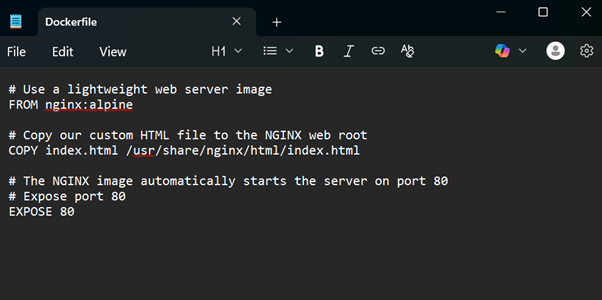 Dockerfile
File Edit View H1 B I
# Use a lightweight web server image
FROM nginx:alpine
# Copy our custom HTML file to the NGINX web root
COPY index.html /usr/share/nginx/html/index.html
# The NGINX image automatically starts the server on port 80
# Expose port 80
EXPOSE 80